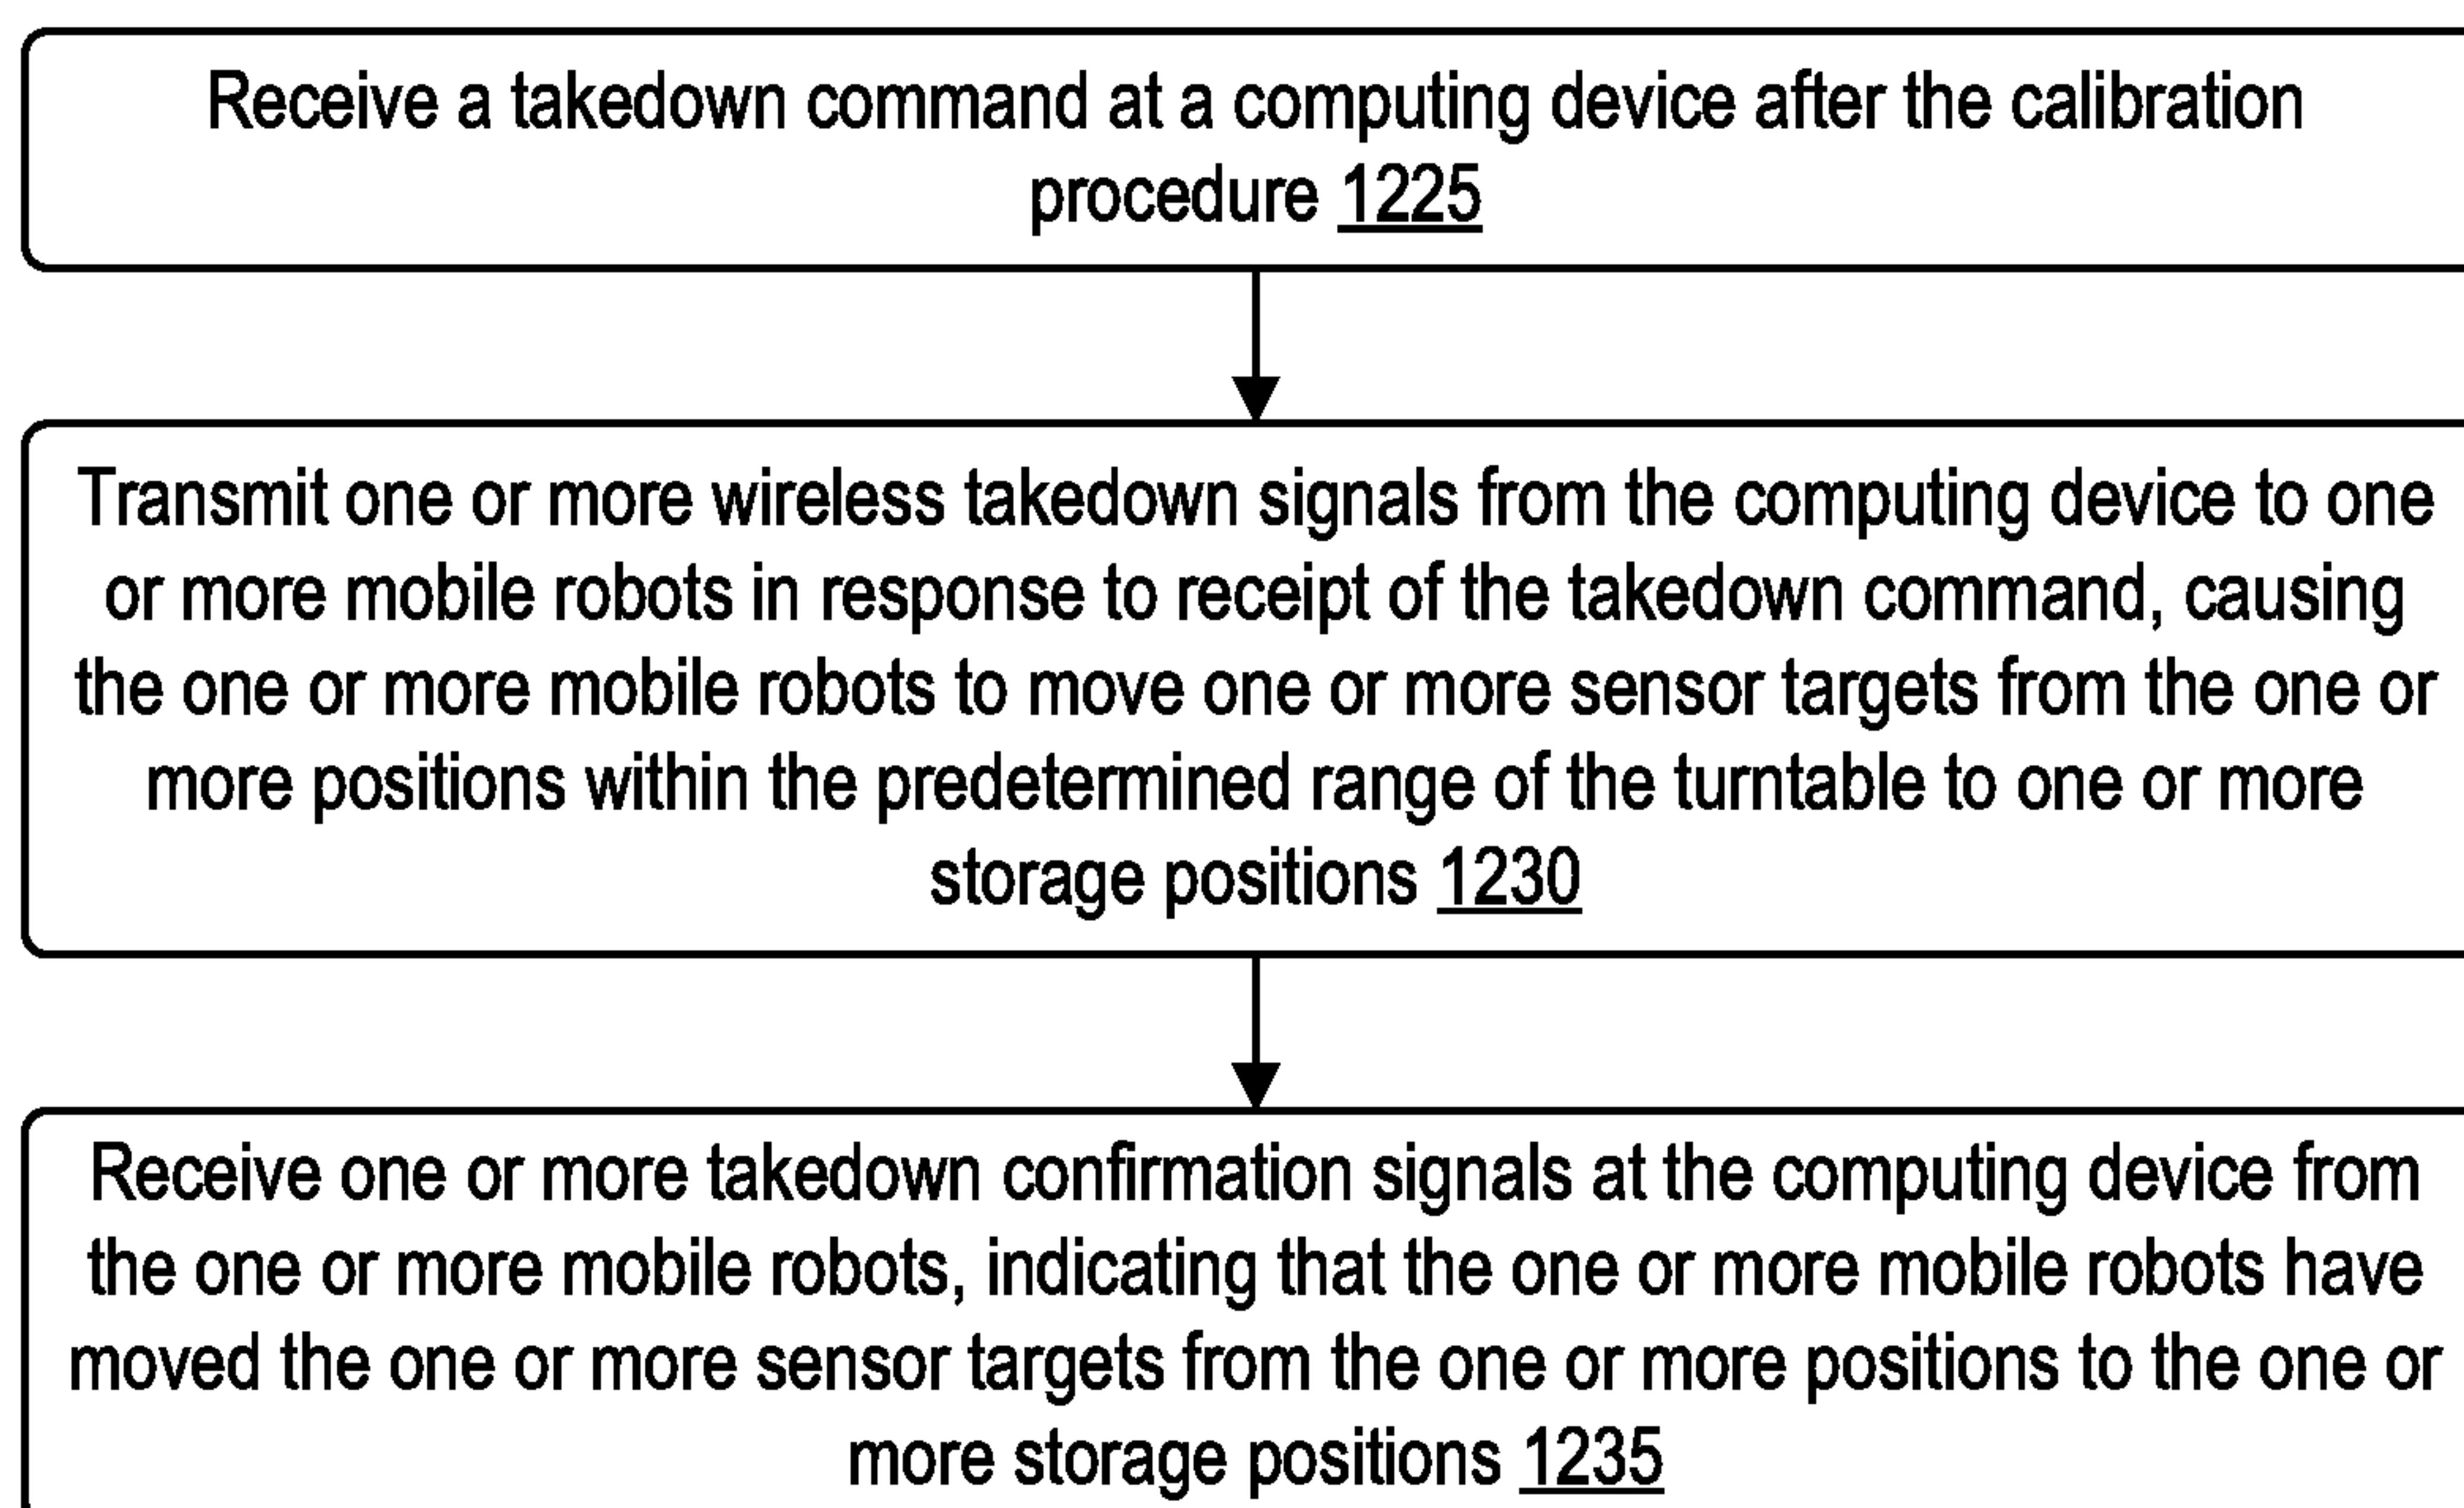 Receive a takedown command at a computing device after the calibration
procedure 1225
Transmit one or more wireless takedown signals from the computing device to one
or more mobile robots in response to receipt of the takedown command, causing
the one or more mobile robots to move one or more sensor targets from the one or
more positions within the predetermined range of the turntable to one or more
storage positions 1230
Receive one or more takedown confirmation signals at the computing device from
the one or more mobile robots, indicating that the one or more mobile robots have
moved the one or more sensor targets from the one or more positions to the one or
more storage positions 1235